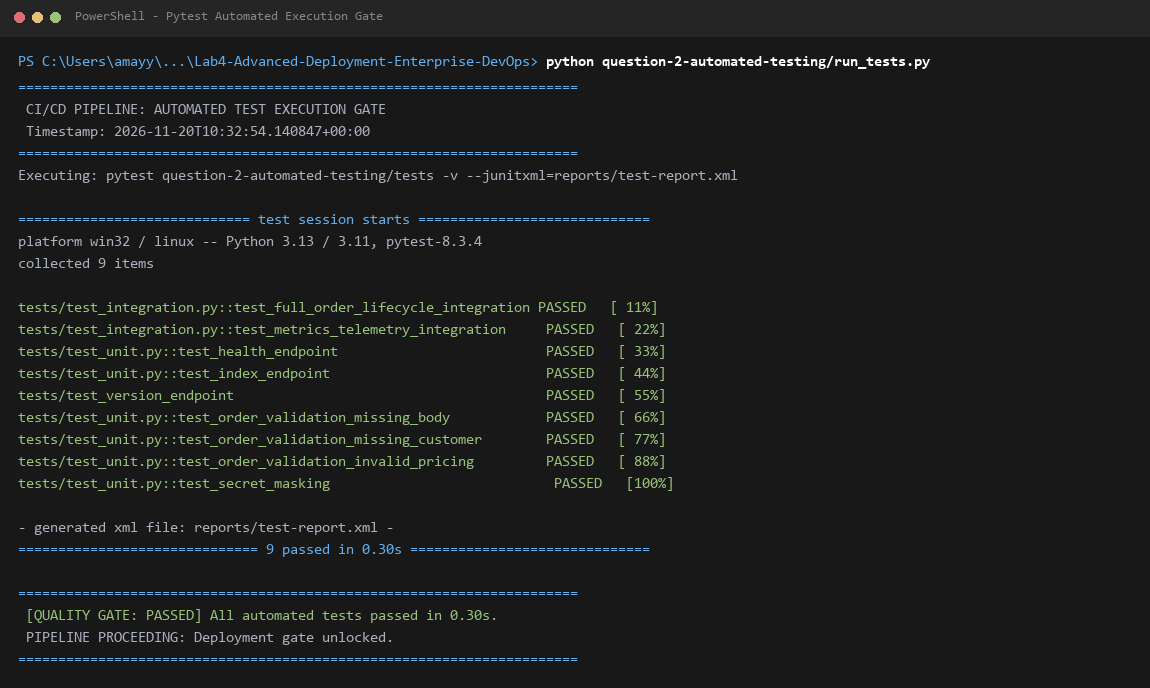 PowerShell - Pytest Automated Execution Gate
PS C:\Users\amayy\...\Lab4-Advanced-Deployment-Enterprise-DevOps> python question-2-automated-testing/run_tests.py
======================================================================
CI/CD PIPELINE: AUTOMATED TEST EXECUTION GATE
Timestamp: 2026-11-20T10:32:54.140847+00:00
======================================================================
Executing: pytest question-2-automated-testing/tests -v --junitxml=reports/test-report.xml
============================= test session starts =============================
platform win32 / linux -- Python 3.13 / 3.11, pytest-8.3.4
collected 9 items
tests/test_integration.py::test_full_order_lifecycle_integration PASSED   [ 11%]
tests/test_integration.py::test_metrics_telemetry_integration     PASSED   [ 22%]
tests/test_unit.py::test_health_endpoint                          PASSED   [ 33%]
tests/test_unit.py::test_index_endpoint                           PASSED   [ 44%]
tests/test_version_endpoint                                       PASSED   [ 55%]
tests/test_unit.py::test_order_validation_missing_body            PASSED   [ 66%]
tests/test_unit.py::test_order_validation_missing_customer        PASSED   [ 77%]
tests/test_unit.py::test_order_validation_invalid_pricing         PASSED   [ 88%]
tests/test_unit.py::test_secret_masking                            PASSED   [100%]
- generated xml file: reports/test-report.xml -
============================== 9 passed in 0.30s ==============================
======================================================================
[QUALITY GATE: PASSED] All automated tests passed in 0.30s.
PIPELINE PROCEEDING: Deployment gate unlocked.
======================================================================